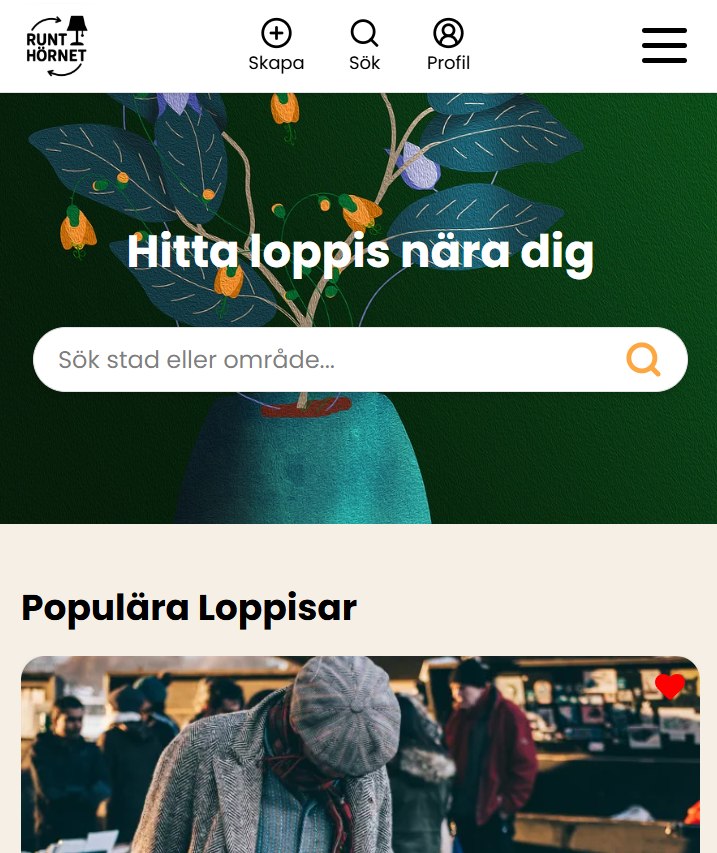 RUNT
HÖRNET
Skapa
Sök
Profil
Hitta loppis nära dig
Sök stad eller område...
Populära Loppisar